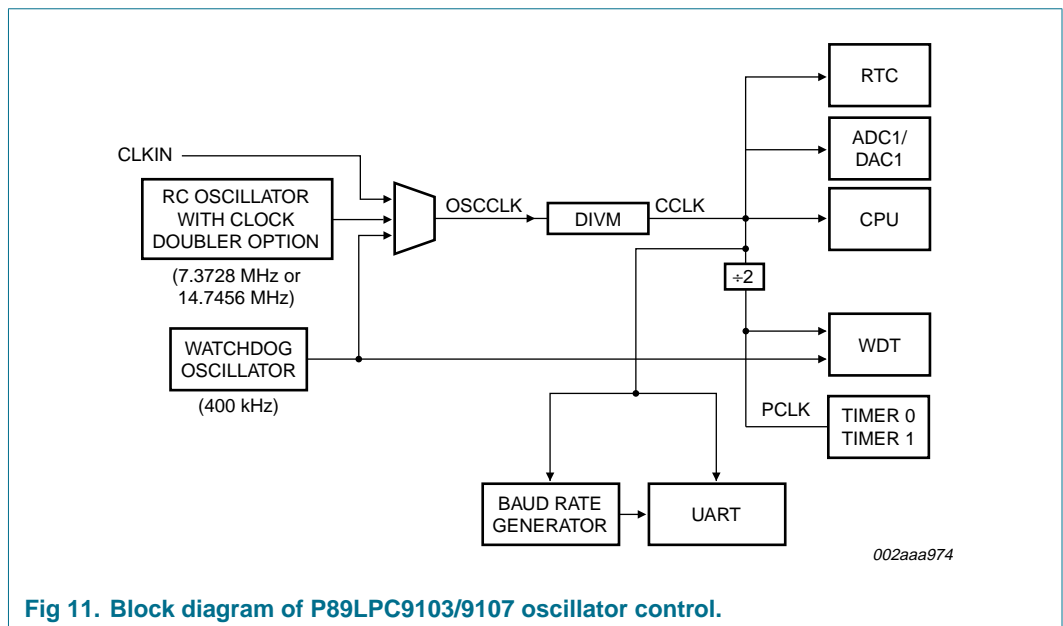 RTC
ADC1/
DAC1
CLKIN
RC OSCILLATOR
WITH CLOCK
DOUBLER OPTION
(7.3728 MHz or
14.7456 MHz)
OSCCLK
DIVM
CCLK
CPU
÷2
WATCHDOG
OSCILLATOR
(400 kHz)
WDT
PCLK
TIMER 0
TIMER 1
BAUD RATE
GENERATOR
UART
002aaa974
Fig 11. Block diagram of P89LPC9103/9107 oscillator control.